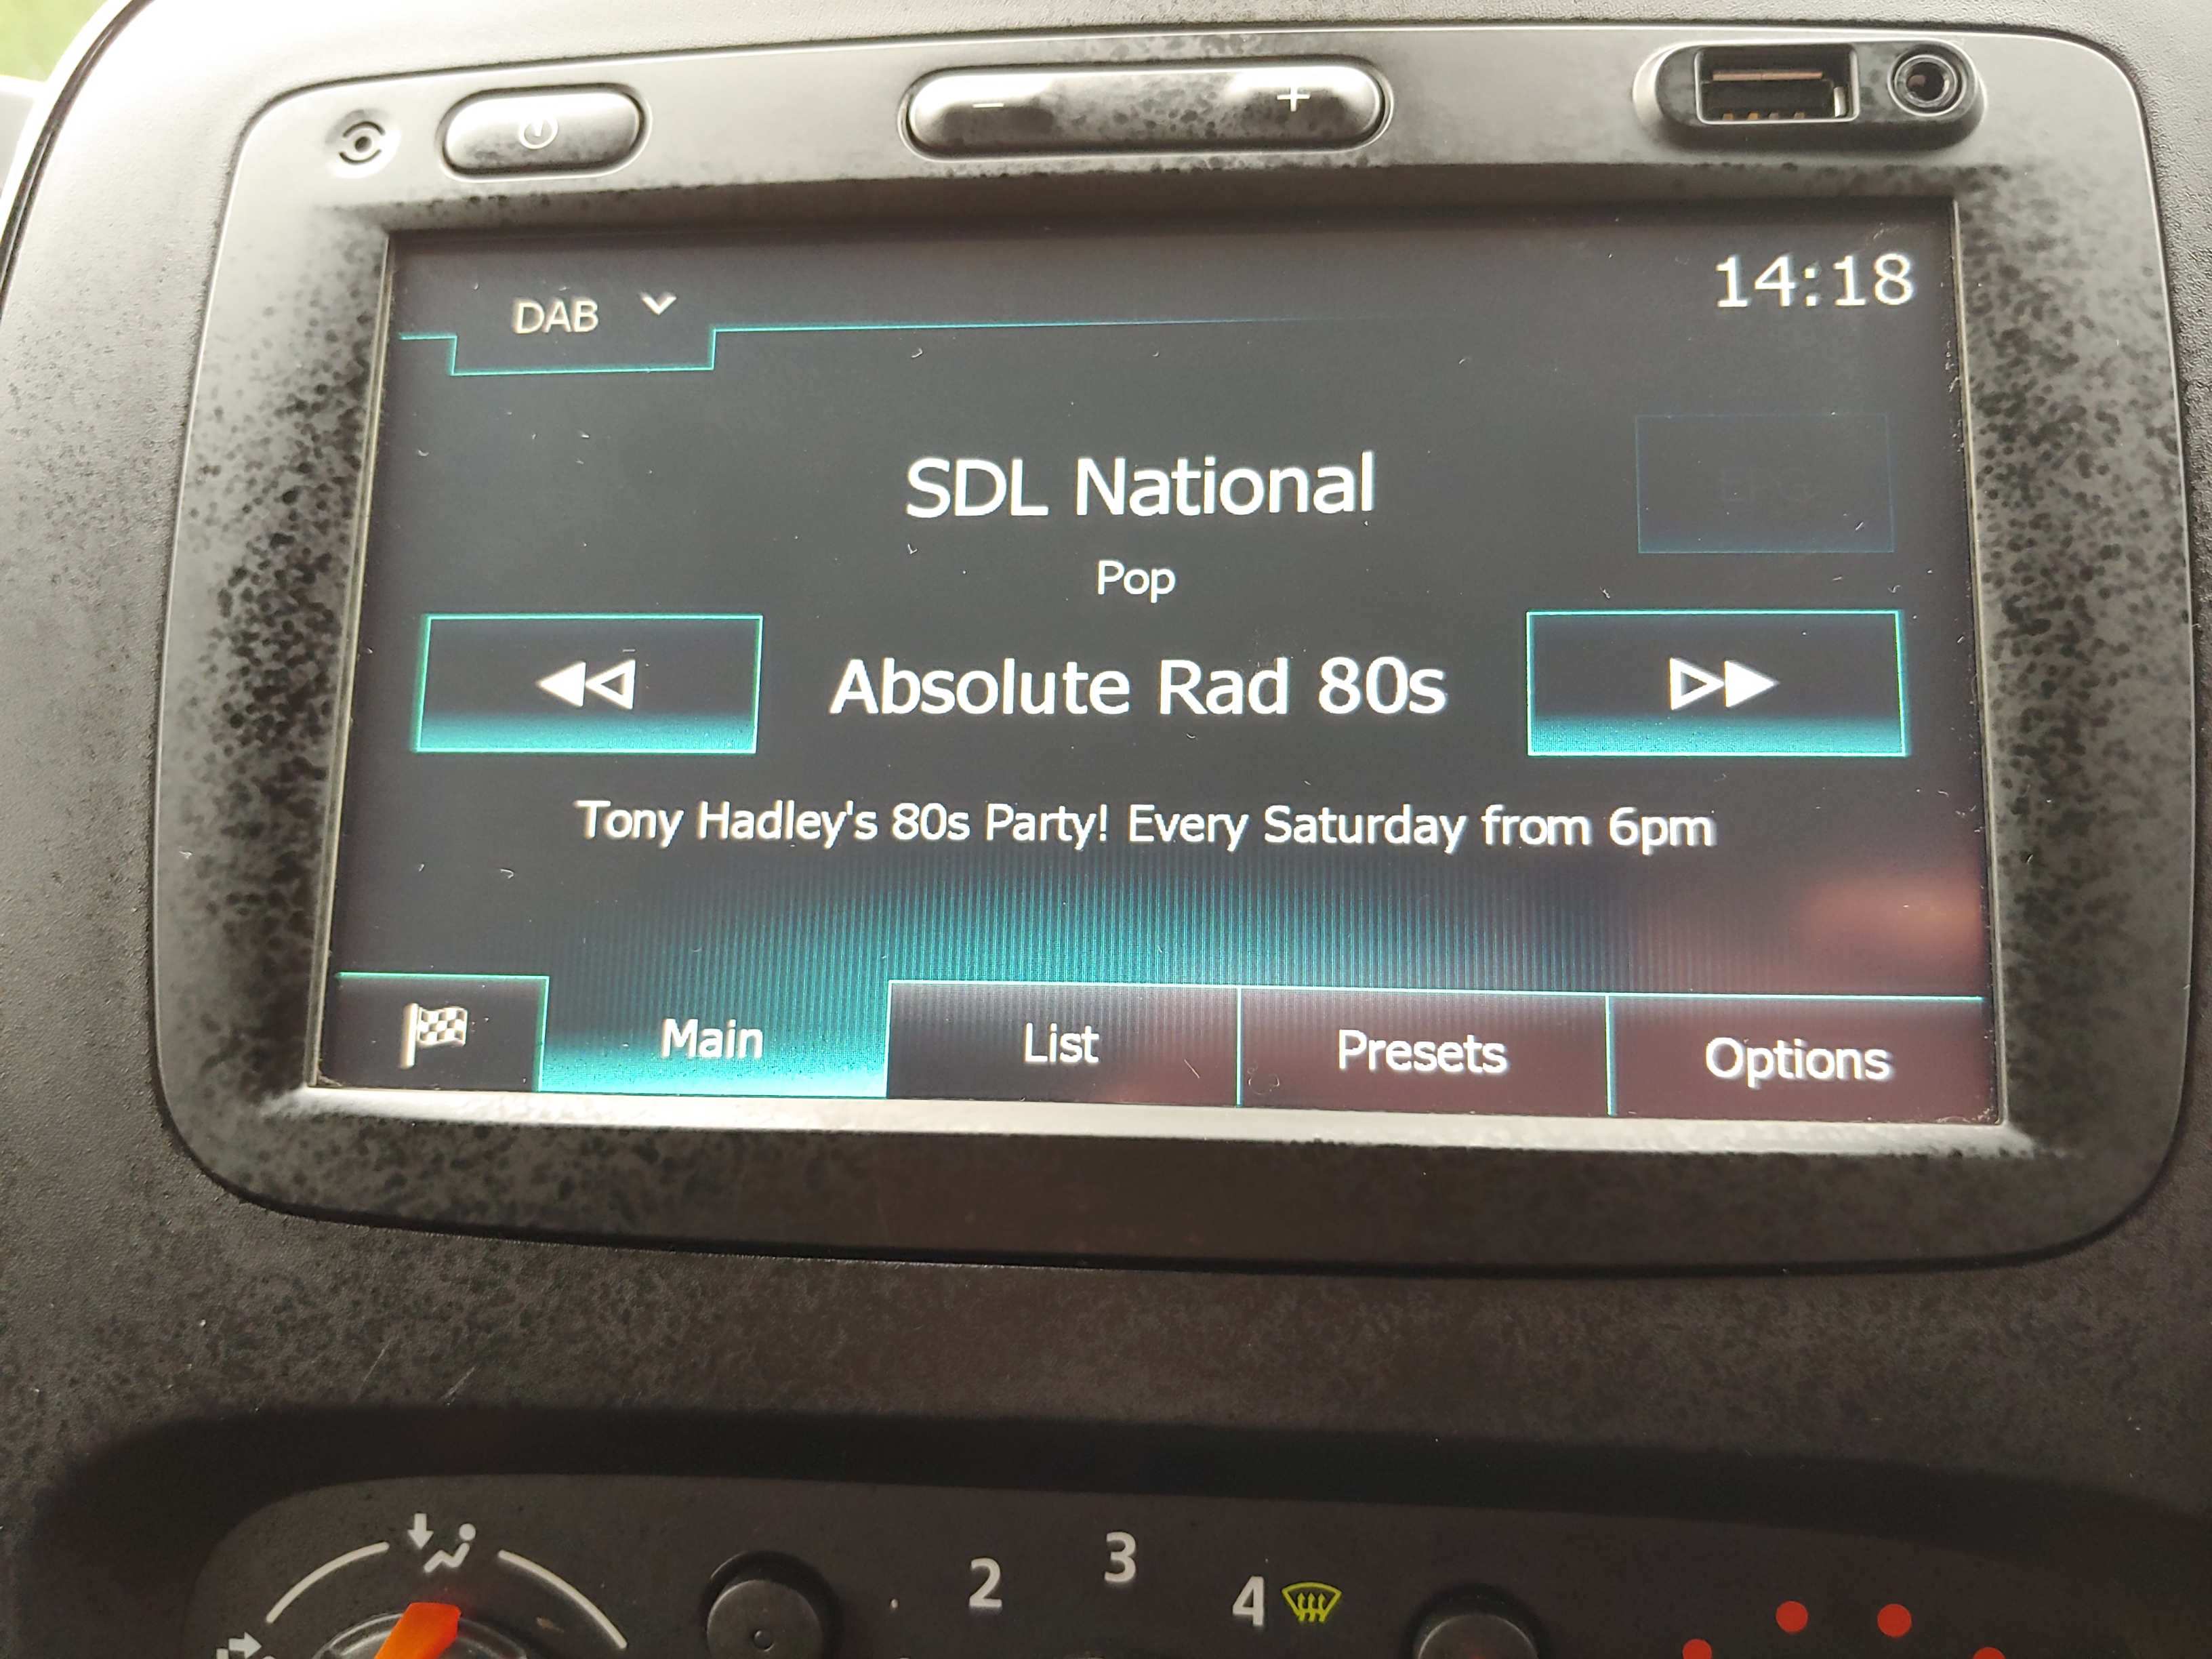 DAB
14:18
SDL National
Pop
Absolute Rad 80s
Tony Hadley's 80s Party! Every Saturday from 6pm
Main
List
Presets
Options
2
3
4